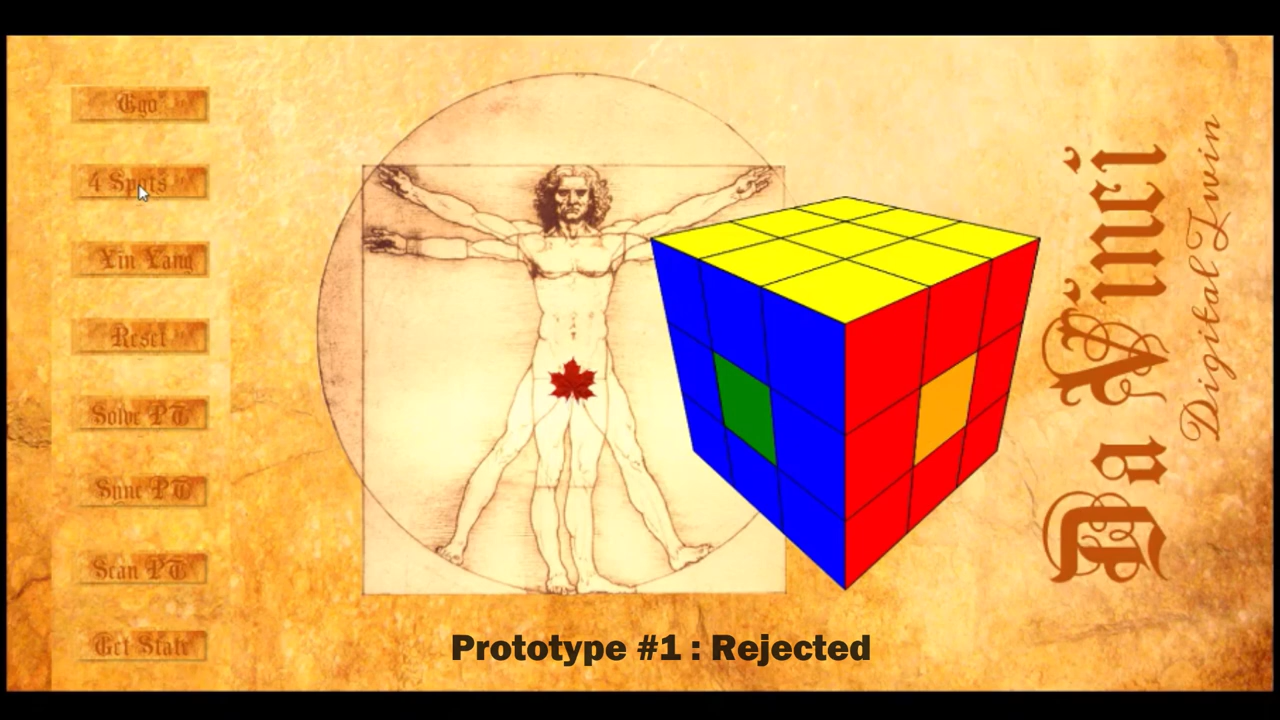 Ego
4 Spots
Yin Yang
Reset
Solve PT
Sync PT
Scan PT
Get State
Da Vinci
Digital Twin
Prototype #1 : Rejected